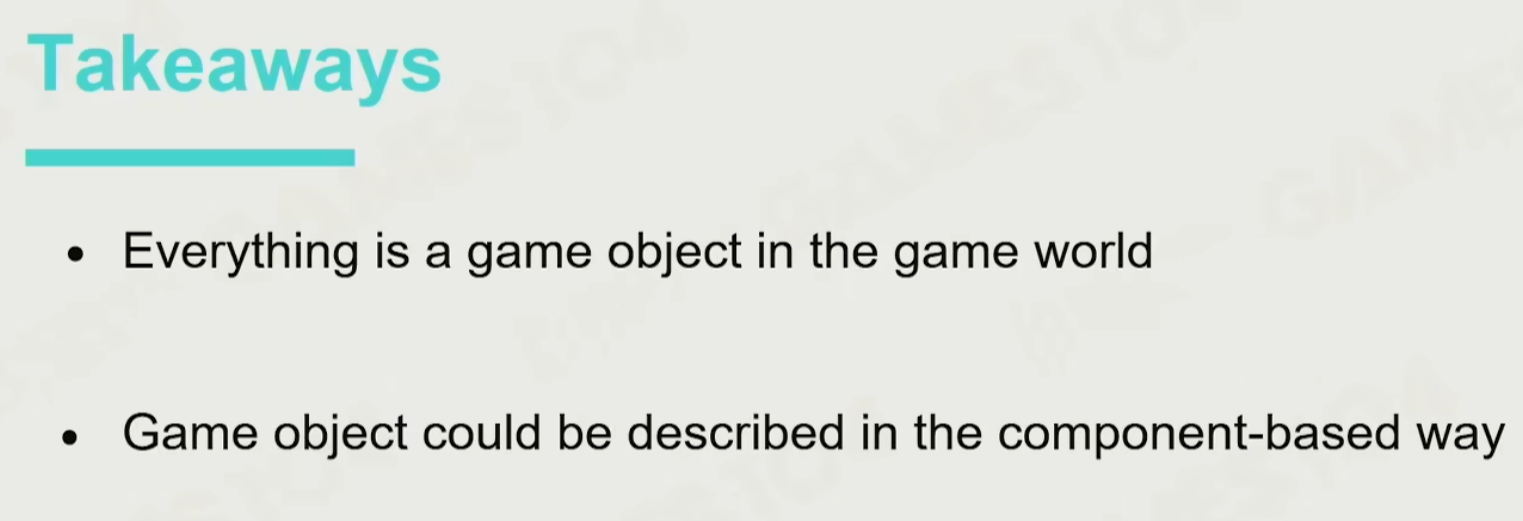 Takeaways
• Everything is a game object in the game world
• Game object could be described in the component-based way